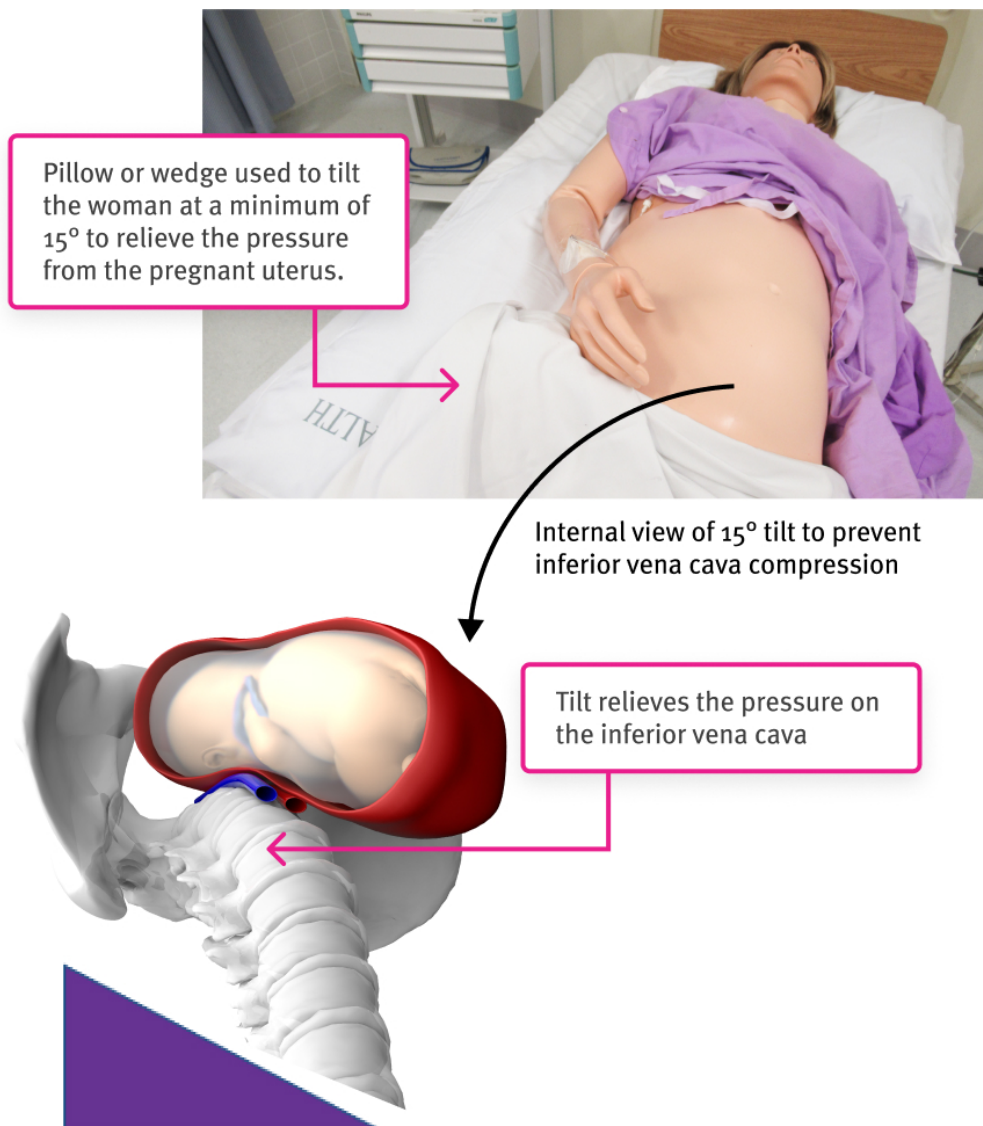 Pillow or wedge used to tilt
the woman at a minimum of
15° to relieve the pressure
from the pregnant uterus.
ALTH
Internal view of 15° tilt to prevent
inferior vena cava compression
Tilt relieves the pressure on
the inferior vena cava